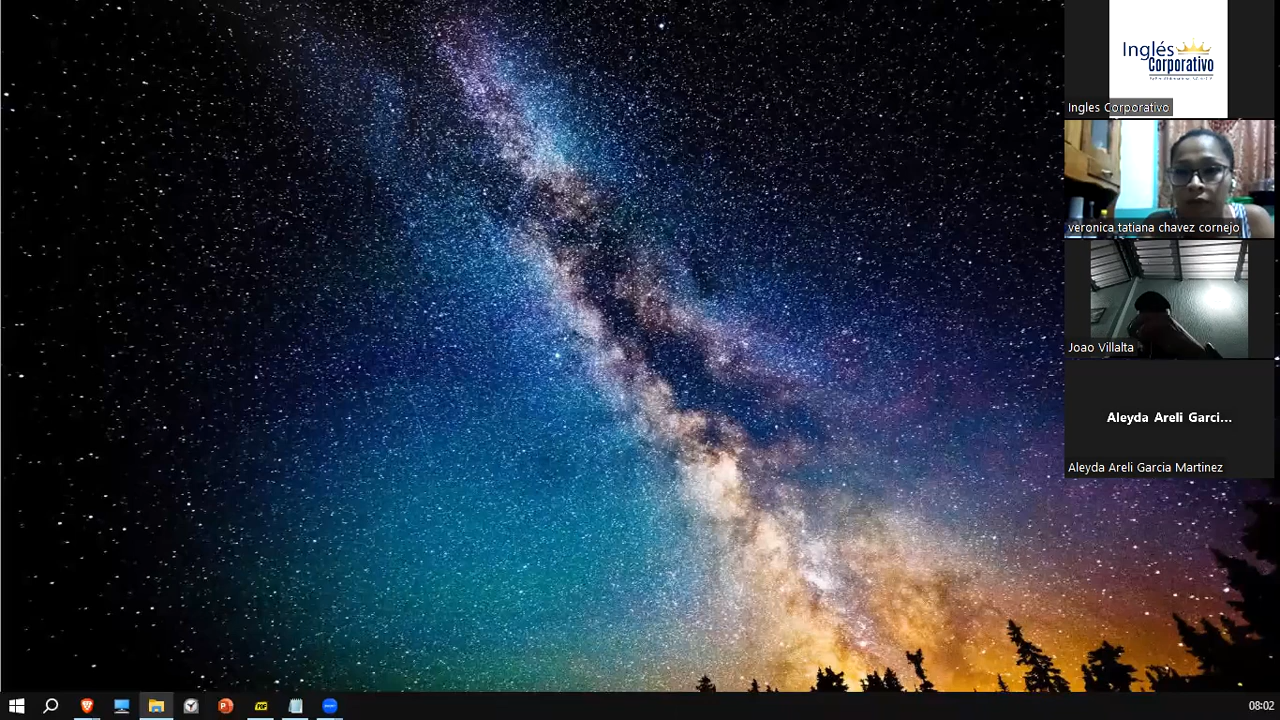 Inglés
Corporativo
Ingles Corporativo
veronica tatiana chavez cornejo
Joao Villalta
Aleyda Areli Garci...
Aleyda Areli Garcia Martinez
08:02